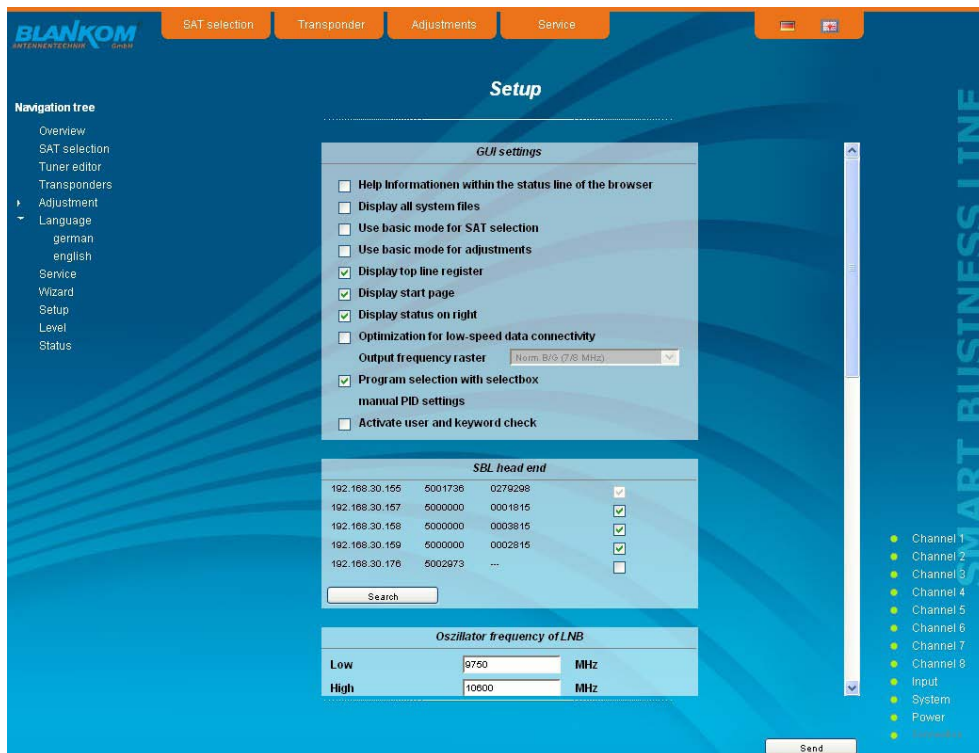 BLANKOM
ANTENNENTECHNIK GmbH
SAT selection
Transponder
Adjustments
Service
Setup
Navigation tree
Overview
SAT selection
Tuner editor
Transponders
Adjustment
Language
german
english
Service
Wizard
Setup
Level
Status
GUI settings
Help Informationen within the status line of the browser
Display all system files
Use basic mode for SAT selection
Use basic mode for adjustments
Display top line register
Display start page
Display status on right
Optimization for low-speed data connectivity
Output frequency raster Norm B/G (7/8 MHz)
Program selection with selectbox
manual PID settings
Activate user and keyword check
SBL head end
192.168.30.155 5001736 0279298
192.168.30.157 5000000 0001815
192.168.30.158 5000000 0003815
192.168.30.159 5000000 0002815
192.168.30.176 5002973 ---
Search
Oszillator frequency of LNB
Low 9750 MHz
High 10600 MHz
Send
SMART BUSINESS LINE
Channel 1
Channel 2
Channel 3
Channel 4
Channel 5
Channel 6
Channel 7
Channel 8
Input
System
Power